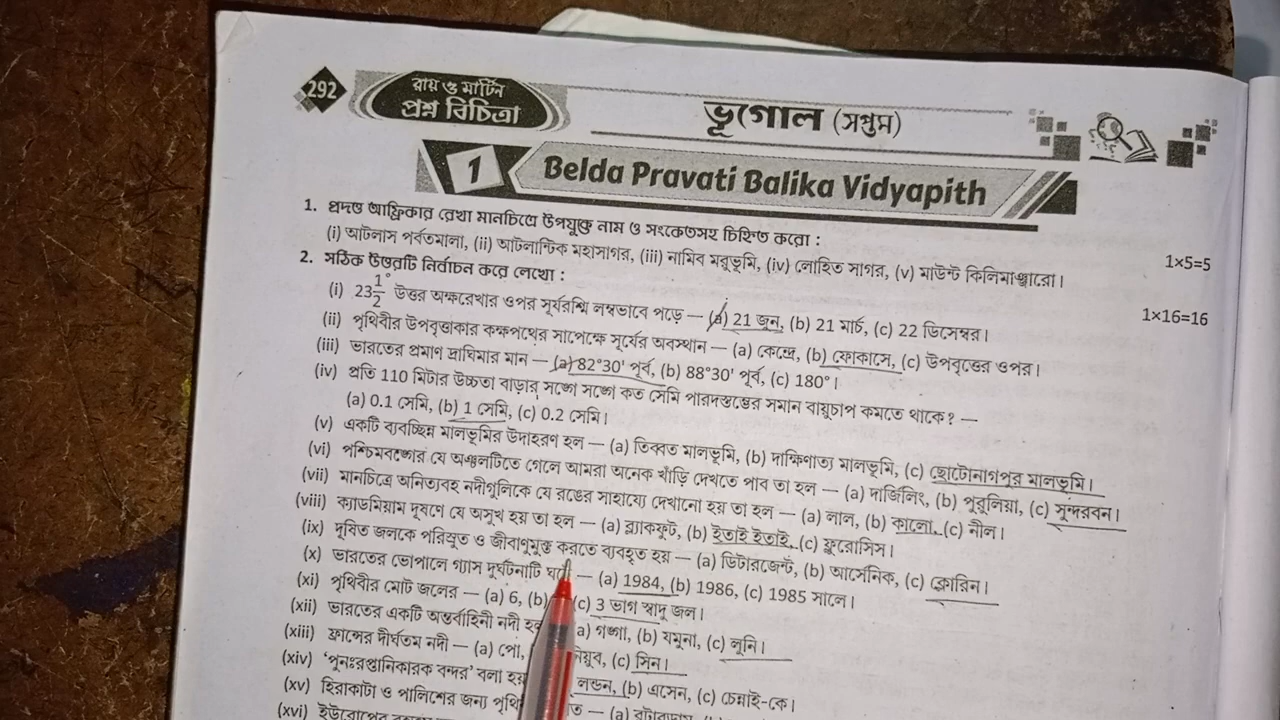 292
রায় ও মার্টিন
প্রশ্ন বিচিত্রা
ভূগোল (সপ্তম)
1 Belda Pravati Balika Vidyapith
1. প্রদত্ত আফ্রিকার রেখা মানচিত্রে উপযুক্ত নাম ও সংকেতসহ চিহ্নিত করো : 1×5=5
(i) আটলাস পর্বতমালা, (ii) আটলান্টিক মহাসাগর, (iii) নামিব মরুভূমি, (iv) লোহিত সাগর, (v) মাউন্ট কিলিমাঞ্জারো।
2. সঠিক উত্তরটি নির্বাচন করে লেখো : 1×16=16
(i) 23½° উত্তর অক্ষরেখার ওপর সূর্যরশ্মি লম্বভাবে পড়ে — (a) 21 জুন, (b) 21 মার্চ, (c) 22 ডিসেম্বর।
(ii) পৃথিবীর উপবৃত্তাকার কক্ষপথের সাপেক্ষে সূর্যের অবস্থান — (a) কেন্দ্রে, (b) ফোকাসে, (c) উপবৃত্তের ওপর।
(iii) ভারতের প্রমাণ দ্রাঘিমার মান — (a) 82°30' পূর্ব, (b) 88°30' পূর্ব, (c) 180°।
(iv) প্রতি 110 মিটার উচ্চতা বাড়ার সঙ্গে সঙ্গে কত সেমি পারদস্তম্ভের সমান বায়ুচাপ কমতে থাকে? —
(a) 0.1 সেমি, (b) 1 সেমি, (c) 0.2 সেমি।
(v) একটি ব্যবচ্ছিন্ন মালভূমির উদাহরণ হল — (a) তিব্বত মালভূমি, (b) দাক্ষিণাত্য মালভূমি, (c) ছোটোনাগপুর মালভূমি।
(vi) পশ্চিমবঙ্গের যে অঞ্চলটিতে গেলে আমরা অনেক খাঁড়ি দেখতে পাব তা হল — (a) দার্জিলিং, (b) পুরুলিয়া, (c) সুন্দরবন।
(vii) মানচিত্রে অনিত্যবহ নদীগুলিকে যে রঙের সাহায্যে দেখানো হয় তা হল — (a) লাল, (b) কালো, (c) নীল।
(viii) ক্যাডমিয়াম দূষণে যে অসুখ হয় তা হল — (a) ব্ল্যাকফুট, (b) ইতাই ইতাই, (c) ফ্লুরোসিস।
(ix) দূষিত জলকে পরিস্রুত ও জীবাণুমুক্ত করতে ব্যবহৃত হয় — (a) ডিটারজেন্ট, (b) আর্সেনিক, (c) ক্লোরিন।
(x) ভারতের ভোপালে গ্যাস দুর্ঘটনাটি — (a) 1984, (b) 1986, (c) 1985 সালে।
(xi) পৃথিবীর মোট জলের — (a) 6, (b) (c) 3 ভাগ স্বাদু জল।
(xii) ভারতের একটি অন্তর্বাহিনী নদী a) গঙ্গা, (b) যমুনা, (c) লুনি।
(xiii) ফ্রান্সের দীর্ঘতম নদী — (a) পো, নিয়ুব, (c) সিন।
(xiv) 'পুনঃরপ্তানিকারক বন্দর' বলা হয় লন্ডন, (b) এসেন, (c) চেন্নাই-কে।
(xv) হিরাকাটা ও পালিশের জন্য — (a)
(xvi) ইউরোপের